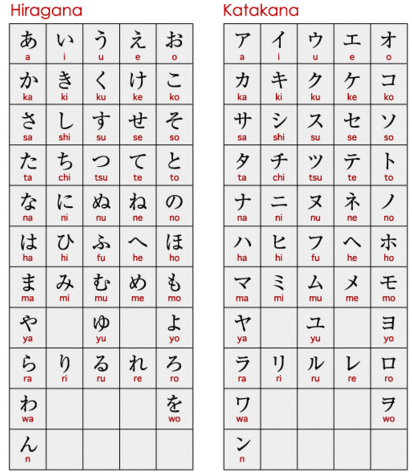 Hiragana Katakana
あ い う え お ア イ ウ エ オ
a i u e o a i u e o
か き く け こ カ キ ク ケ コ
ka ki ku ke ko ka ki ku ke ko
さ し す せ そ サ シ ス セ ソ
sa shi su se so sa shi su se so
た ち つ て と タ チ ツ テ ト
ta chi tsu te to ta chi tsu te to
な に ぬ ね の ナ ニ ヌ ネ ノ
na ni nu ne no na ni nu ne no
は ひ ふ へ ほ ハ ヒ フ ヘ ホ
ha hi fu he ho ha hi fu he ho
ま み む め も マ ミ ム メ モ
ma mi mu me mo ma mi mu me mo
や ゆ よ ヤ ユ ヨ
ya yu yo ya yu yo
ら り る れ ろ ラ リ ル レ ロ
ra ri ru re ro ra ri ru re ro
わ を ワ ヲ
wa wo wa wo
ん ン
n n